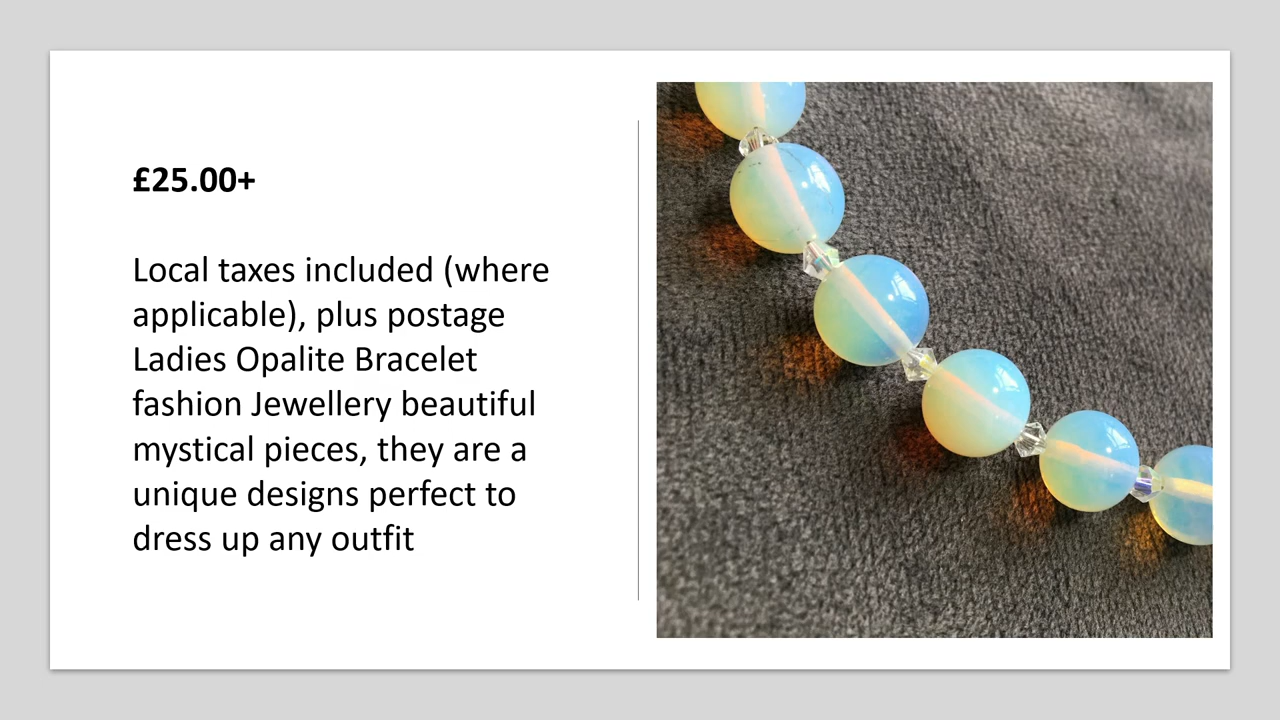 £25.00+
Local taxes included (where
applicable), plus postage
Ladies Opalite Bracelet
fashion Jewellery beautiful
mystical pieces, they are a
unique designs perfect to
dress up any outfit